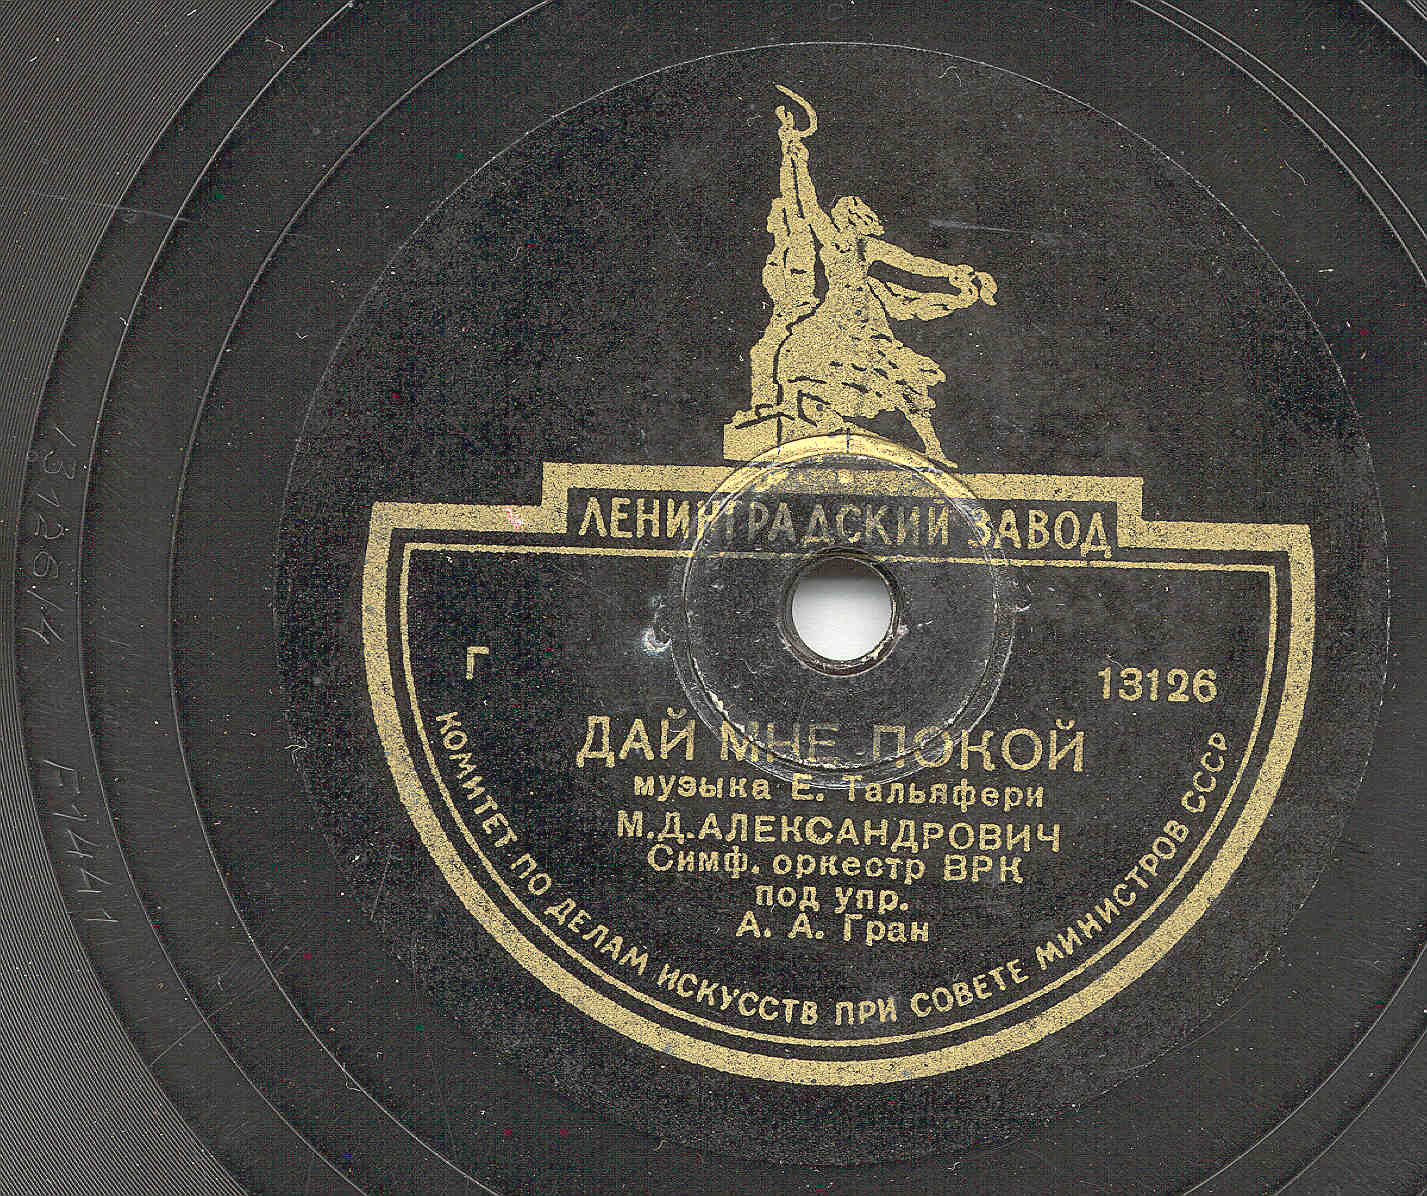 ЛЕНИНГРАДСКИЙ ЗАВОД
Г
13126
ДАЙ МНЕ ПОКОЙ
музыка Е. Тальяфери
М.Д.АЛЕКСАНДРОВИЧ
Симф. оркестр ВРК
под упр.
А. А. Гран
КОМИТЕТ ПО ДЕЛАМ ИСКУССТВ ПРИ СОВЕТЕ МИНИСТРОВ СССР